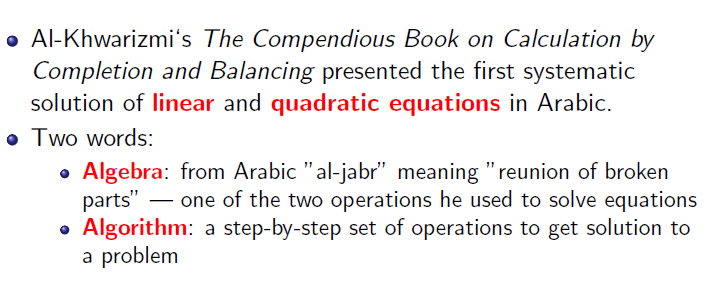 Al-Khwarizmi‘s The Compendious Book on Calculation by
Completion and Balancing presented the first systematic
solution of linear and quadratic equations in Arabic.
Two words:
Algebra: from Arabic ”al-jabr” meaning ”reunion of broken
parts” — one of the two operations he used to solve equations
Algorithm: a step-by-step set of operations to get solution to
a problem